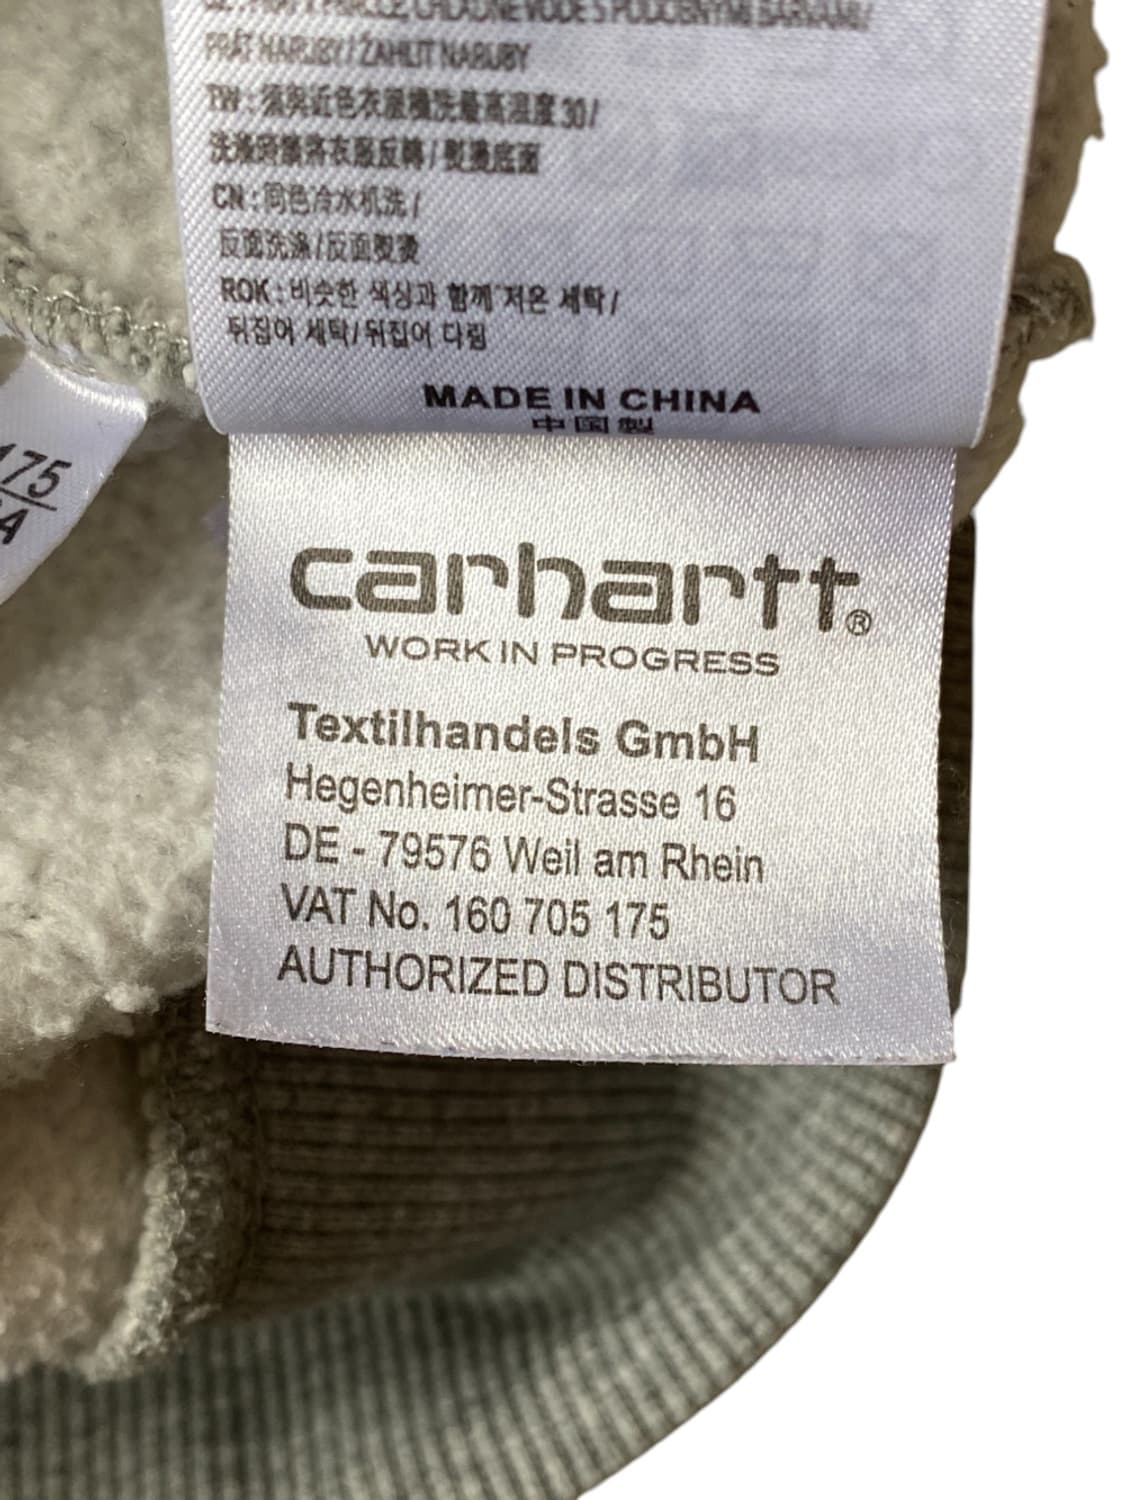 PRÁT NARUBY / ŽEHLIT NARUBY
TW : 須與近色衣服機洗最高溫度 30 /
洗滌時請將衣服反轉 / 熨燙底面
CN : 同色冷水机洗 /
反面洗涤 / 反面熨烫
ROK : 비슷한 색상과 함께 저온 세탁 /
뒤집어 세탁 / 뒤집어 다림
MADE IN CHINA
中国製
175
A
carhartt®
WORK IN PROGRESS
Textilhandels GmbH
Hegenheimer-Strasse 16
DE - 79576 Weil am Rhein
VAT No. 160 705 175
AUTHORIZED DISTRIBUTOR